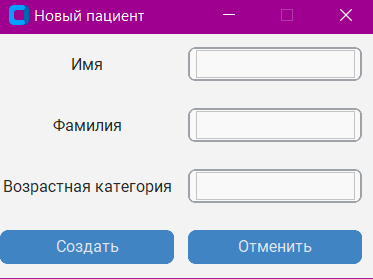 Новый пациент
Имя
Фамилия
Возрастная категория
Создать
Отменить